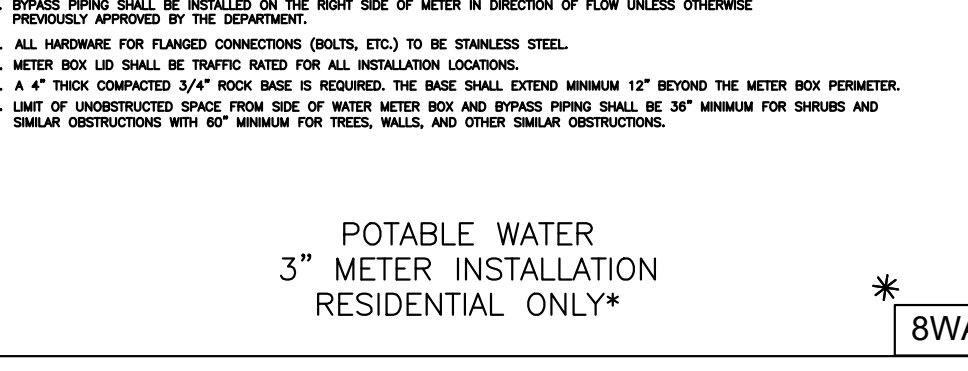 . BYPASS PIPING SHALL BE INSTALLED ON THE RIGHT SIDE OF METER IN DIRECTION OF FLOW UNLESS OTHERWISE
PREVIOUSLY APPROVED BY THE DEPARTMENT.
. ALL HARDWARE FOR FLANGED CONNECTIONS (BOLTS, ETC.) TO BE STAINLESS STEEL.
. METER BOX LID SHALL BE TRAFFIC RATED FOR ALL INSTALLATION LOCATIONS.
. A 4" THICK COMPACTED 3/4" ROCK BASE IS REQUIRED. THE BASE SHALL EXTEND MINIMUM 12" BEYOND THE METER BOX PERIMETER.
. LIMIT OF UNOBSTRUCTED SPACE FROM SIDE OF WATER METER BOX AND BYPASS PIPING SHALL BE 36" MINIMUM FOR SHRUBS AND
SIMILAR OBSTRUCTIONS WITH 60" MINIMUM FOR TREES, WALLS, AND OTHER SIMILAR OBSTRUCTIONS.
POTABLE WATER
3" METER INSTALLATION
RESIDENTIAL ONLY*
*